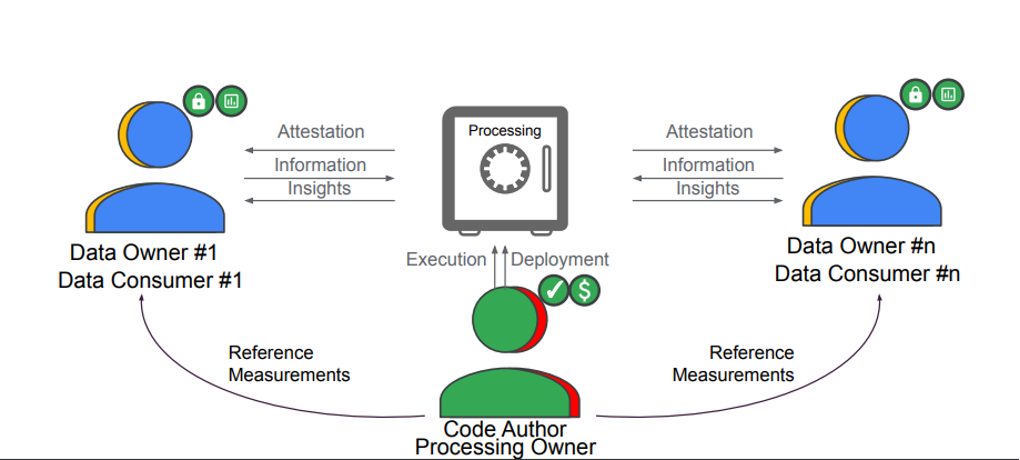 Processing
Attestation
Information
Insights
Attestation
Information
Insights
Data Owner #1
Data Consumer #1
Data Owner #n
Data Consumer #n
Execution
Deployment
$
Reference
Measurements
Reference
Measurements
Code Author
Processing Owner